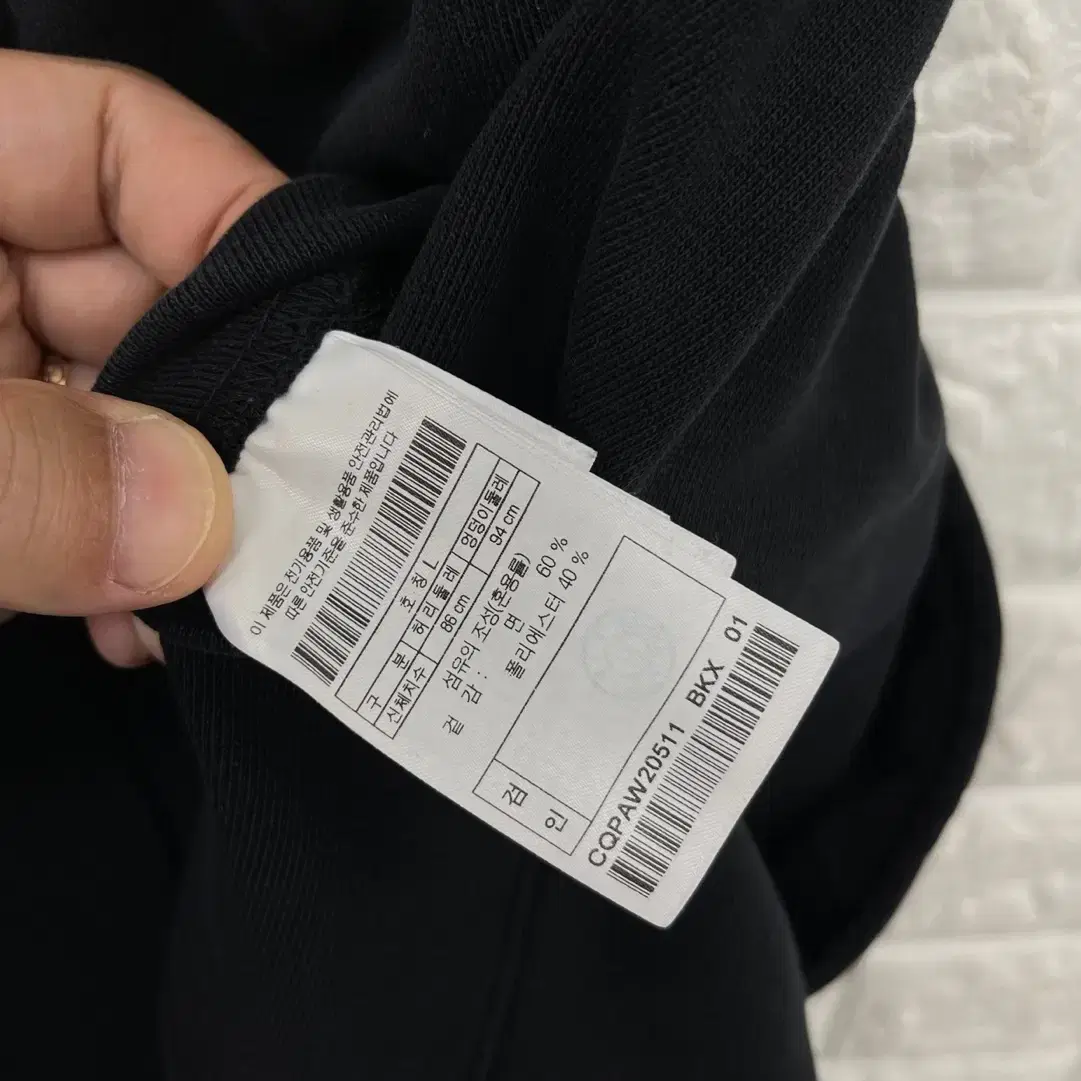 이 제품은 전기용품 및 생활용품 안전관리법에
따른 안전기준을 준수한 제품입니다
호 칭 L
구 분 허리둘레 엉덩이둘레
신체치수 86 cm 94 cm
섬유의 조성(혼용률)
겉 감 : 면 60 %
폴리에스터 40 %
검 인
CQPAW20511 BKX 01